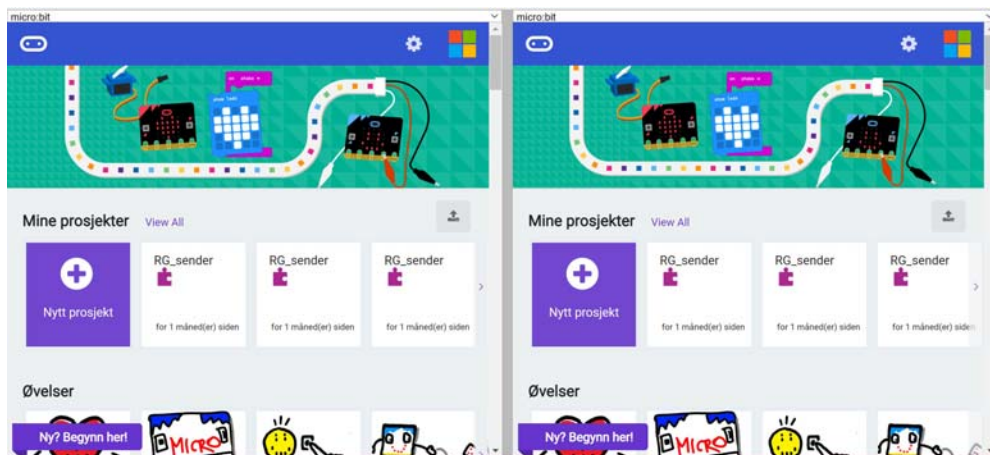 micro:bit
Mine prosjekter View All
Nytt prosjekt
RG_sender
for 1 måned(er) siden
RG_sender
for 1 måned(er) siden
RG_sender
for 1 måned(er) siden
Øvelser
Ny? Begynn her!
MICRO
micro:bit
Mine prosjekter View All
Nytt prosjekt
RG_sender
for 1 måned(er) siden
RG_sender
for 1 måned(er) siden
RG_sender
for 1 måned(er) siden
Øvelser
Ny? Begynn her!
MICRO